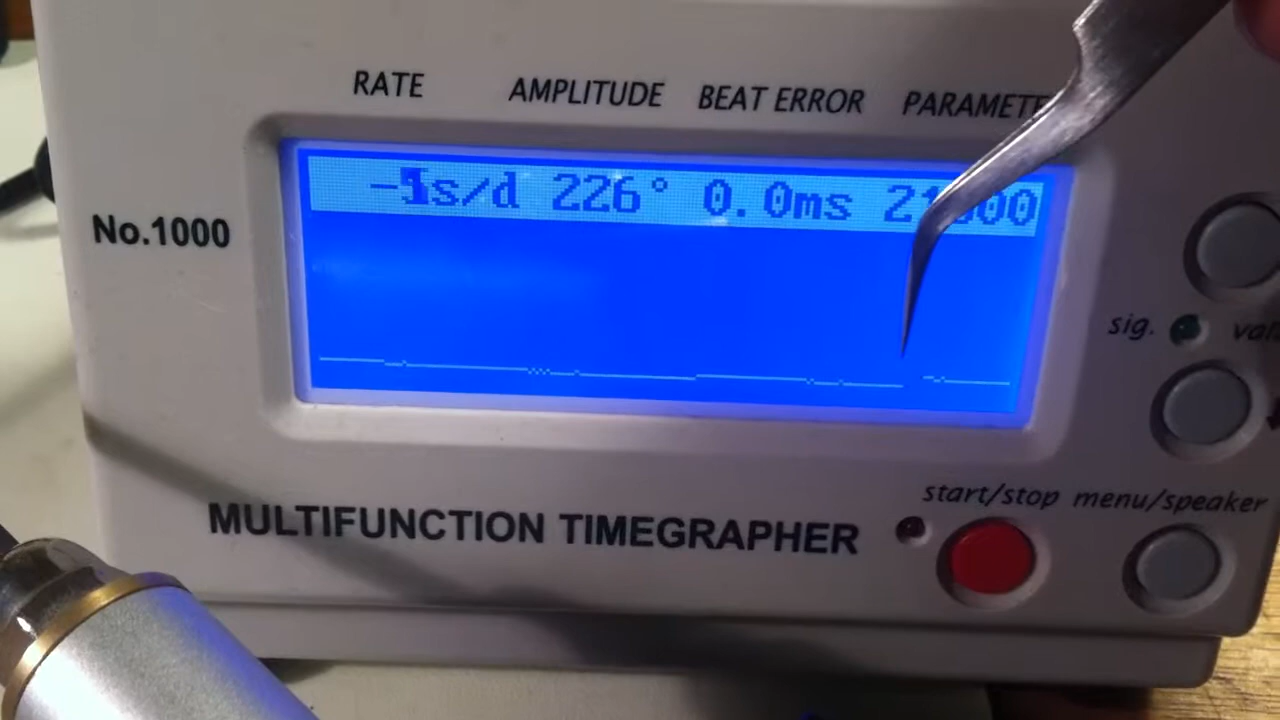 RATE AMPLITUDE BEAT ERROR
s/d 226° 0.0ms
No.1000
sig.
start/stop menu/speaker
MULTIFUNCTION TIMEGRAPHER